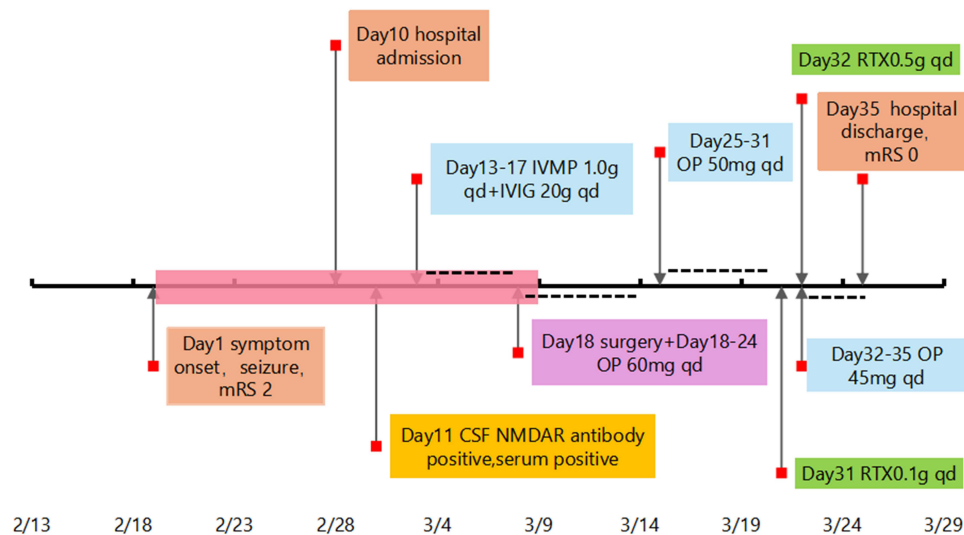 Day10 hospital
admission
Day32 RTX0.5g qd
Day35 hospital
discharge,
mRS 0
Day25-31
OP 50mg qd
Day13-17 IVMP 1.0g
qd+IVIG 20g qd
Day1 symptom
onset, seizure,
mRS 2
Day18 surgery+Day18-24
OP 60mg qd
Day32-35 OP
45mg qd
Day11 CSF NMDAR antibody
positive,serum positive
Day31 RTX0.1g qd
2/13 2/18 2/23 2/28 3/4 3/9 3/14 3/19 3/24 3/29